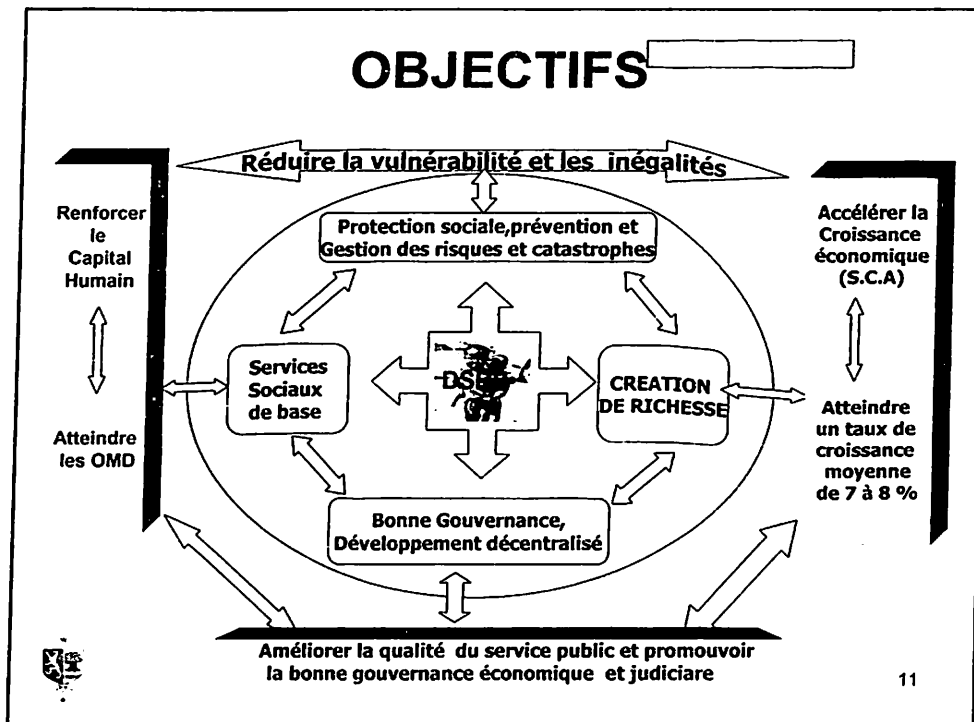 OBJECTIFS
Réduire la vulnérabilité et les inégalités
Renforcer
le
Capital
Humain
Atteindre
les OMD
Protection sociale,prévention et
Gestion des risques et catastrophes
Services
Sociaux
de base
CREATION
DE RICHESSE
Bonne Gouvernance,
Développement décentralisé
Accélérer la
Croissance
économique
(S.C.A)
Atteindre
un taux de
croissance
moyenne
de 7 à 8 %
Améliorer la qualité du service public et promouvoir
la bonne gouvernance économique et judiciare
11